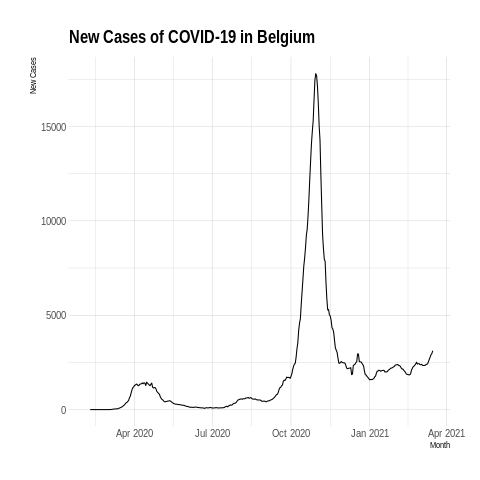 New Cases of COVID-19 in Belgium
New Cases
15000
10000
5000
0
Apr 2020
Jul 2020
Oct 2020
Jan 2021
Apr 2021
Month